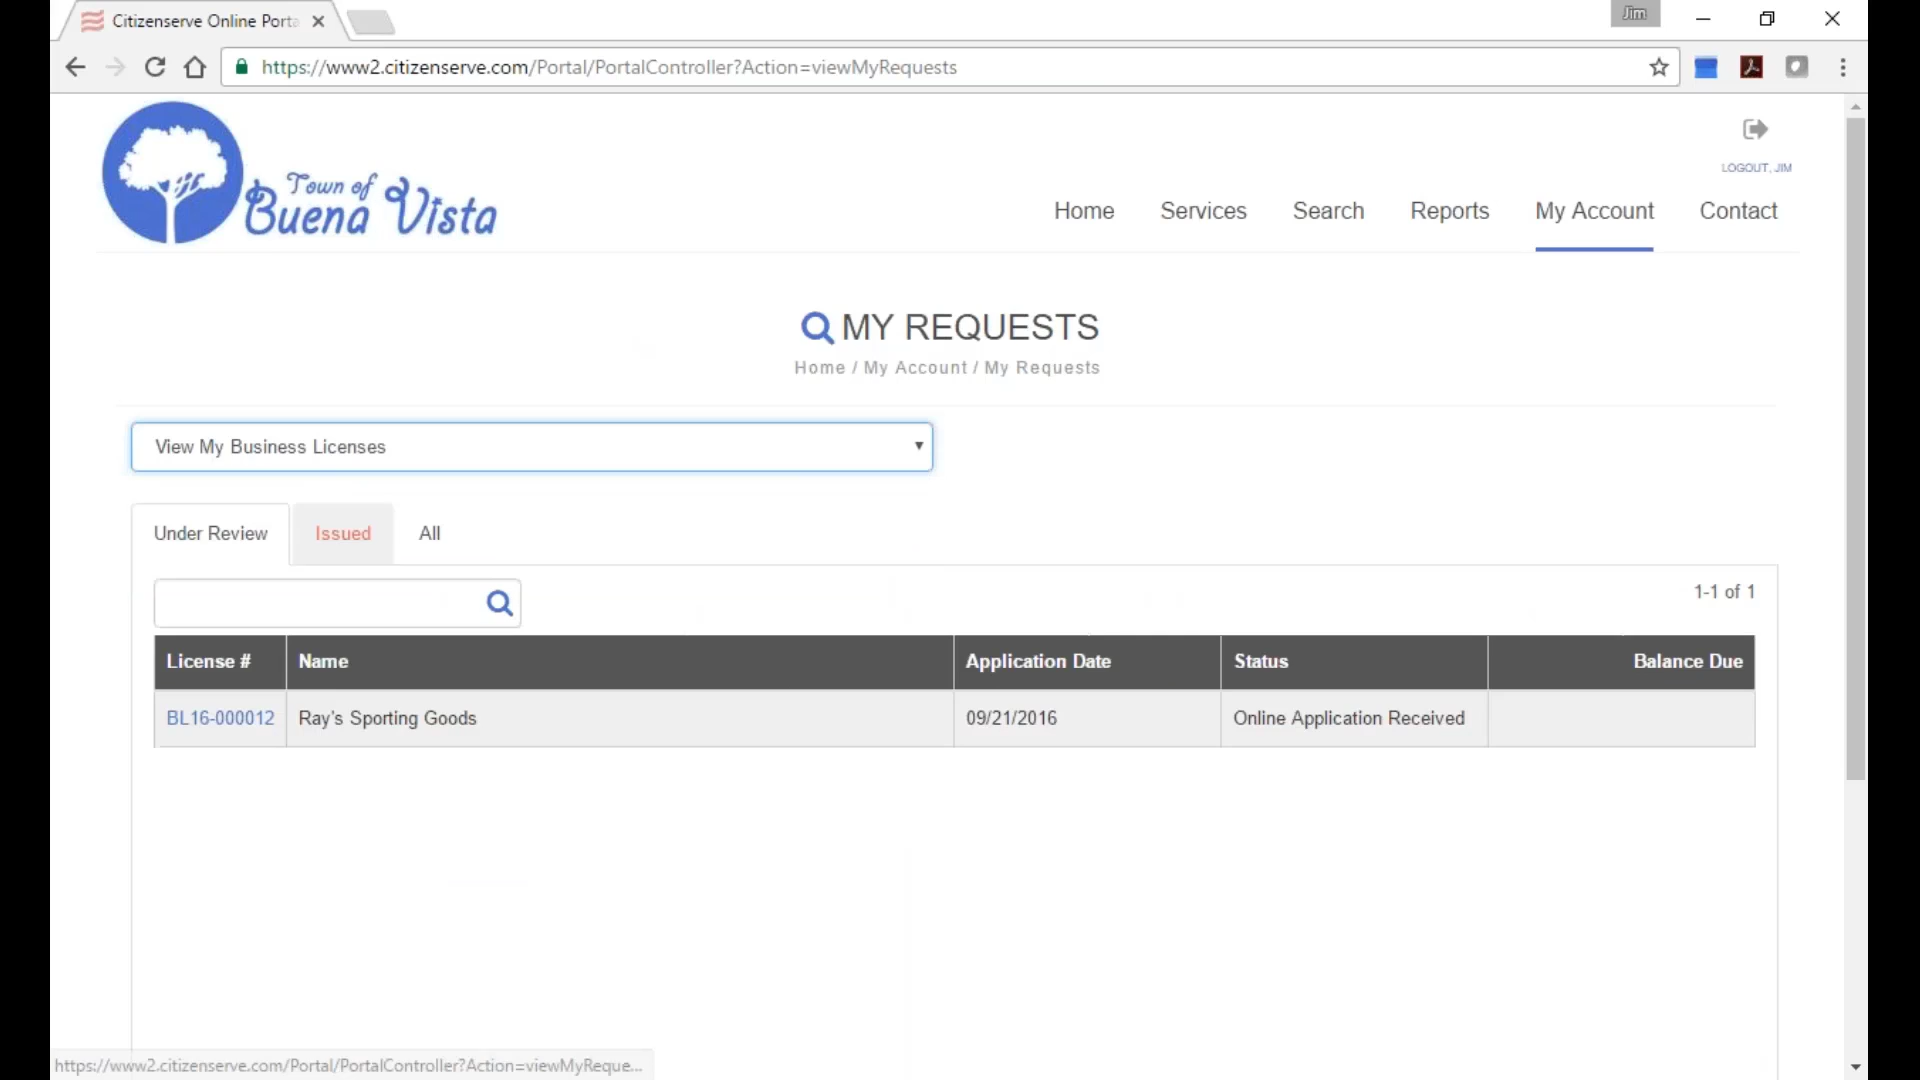 Citizenserve Online Porta
Jim
https://www2.citizenserve.com/Portal/PortalController?Action=viewMyRequests
LOGOUT, JIM
Town of
Buena Vista
Home Services Search Reports My Account Contact
MY REQUESTS
Home / My Account / My Requests
View My Business Licenses
Under Review Issued All
1-1 of 1
License # Name Application Date Status Balance Due
BL16-000012 Ray's Sporting Goods 09/21/2016 Online Application Received
https://www2.citizenserve.com/Portal/PortalController?Action=viewMyReque...